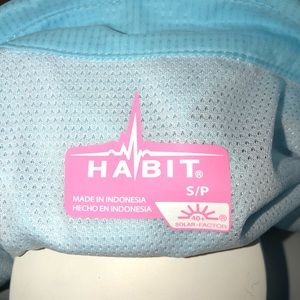 HABIT®
S/P
MADE IN INDONESIA
HECHO EN INDONESIA
40+ ®
SOLAR-FACTOR